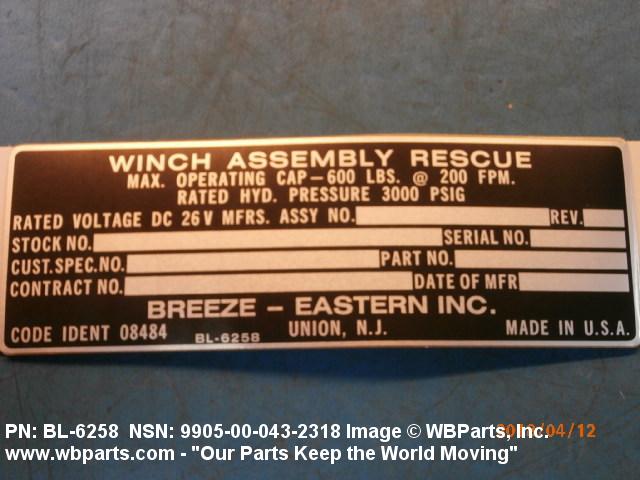 WINCH ASSEMBLY RESCUE
MAX. OPERATING CAP-600 LBS. @ 200 FPM.
RATED HYD. PRESSURE 3000 PSIG
RATED VOLTAGE DC 26V MFRS. ASSY NO. REV.
STOCK NO. SERIAL NO.
CUST.SPEC.NO. PART NO.
CONTRACT NO. DATE OF MFR
BREEZE - EASTERN INC.
CODE IDENT 08484 BL-6258 UNION, N.J. MADE IN U.S.A.
PN: BL-6258 NSN: 9905-00-043-2318 Image © WBParts, Inc.
www.wbparts.com - "Our Parts Keep the World Moving"